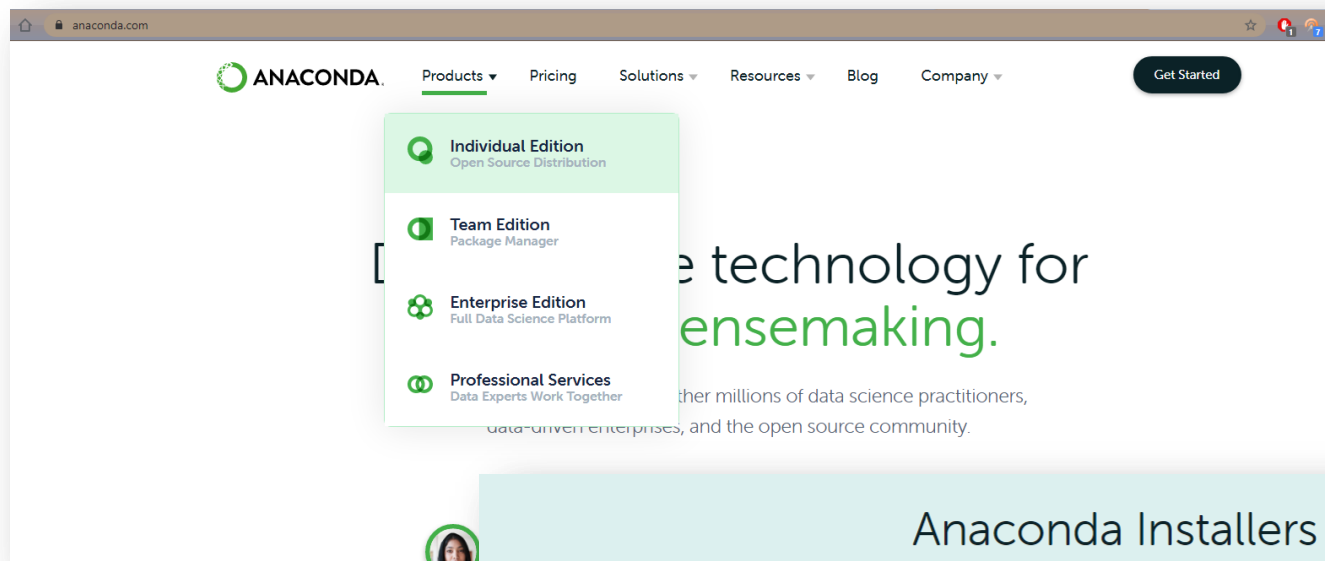 anaconda.com
1
7
ANACONDA.
Products Pricing Solutions Resources Blog Company Get Started
Individual Edition
Open Source Distribution
Team Edition
Package Manager
Enterprise Edition
Full Data Science Platform
Professional Services
Data Experts Work Together
e technology for
ensemaking.
ther millions of data science practitioners,
data-driven enterprises, and the open source community.
Anaconda Installers